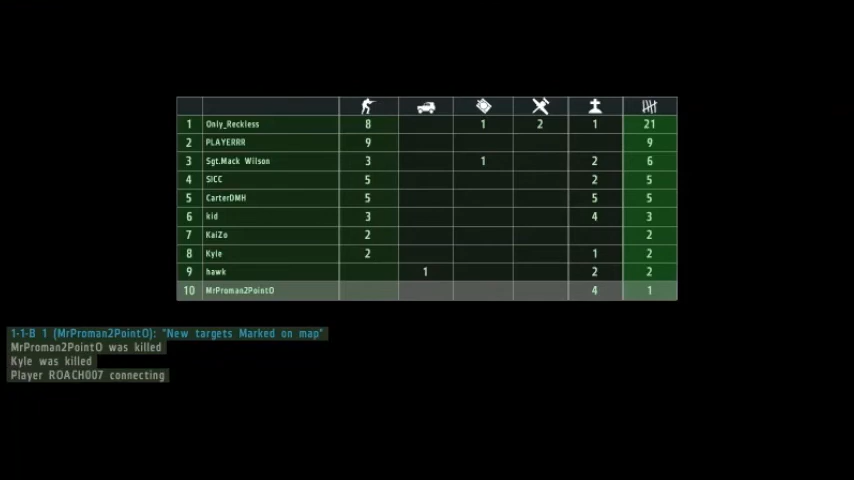 1 Only_Reckless 8 1 2 1 21
2 PLAYERRR 9 9
3 Sgt.Mack Wilson 3 1 2 6
4 SICC 5 2 5
5 CarterDMH 5 5 5
6 kid 3 4 3
7 KaiZo 2 2
8 Kyle 2 1 2
9 hawk 1 2 2
10 MrProman2PointO 4 1
1-1-B 1 (MrProman2PointO): "New targets Marked on map"
MrProman2PointO was killed
Kyle was killed
Player ROACH007 connecting